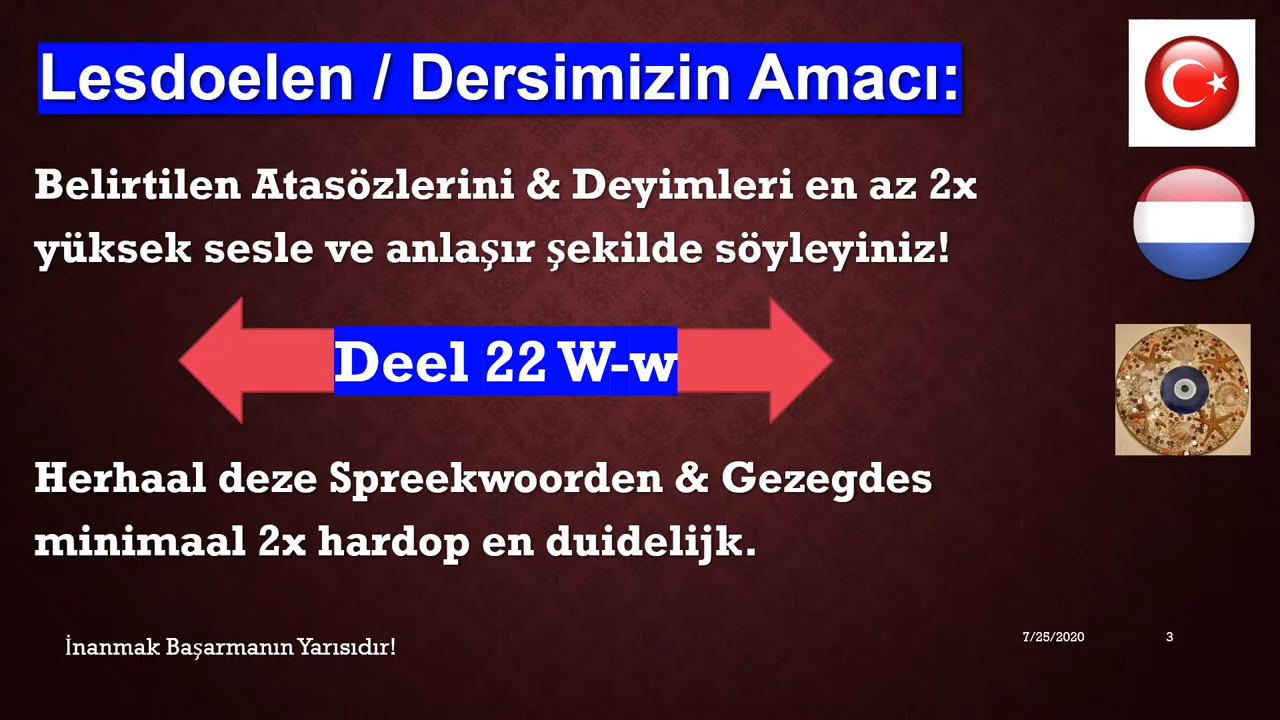 Lesdoelen / Dersimizin Amacı:
Belirtilen Atasözlerini & Deyimleri en az 2x
yüksek sesle ve anlaşır şekilde söyleyiniz!
Deel 22 W-w
Herhaal deze Spreekwoorden & Gezegdes
minimaal 2x hardop en duidelijk.
İnanmak Başarmanın Yarısıdır!
7/25/2020
3